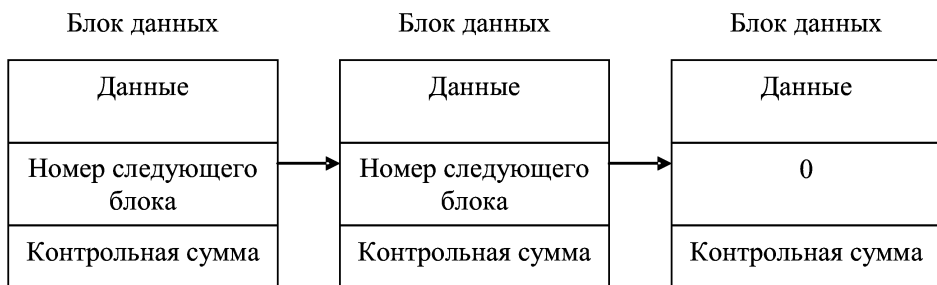 Блок данных
Блок данных
Блок данных
Данные
Данные
Данные
Номер следующего
блока
Номер следующего
блока
0
Контрольная сумма
Контрольная сумма
Контрольная сумма